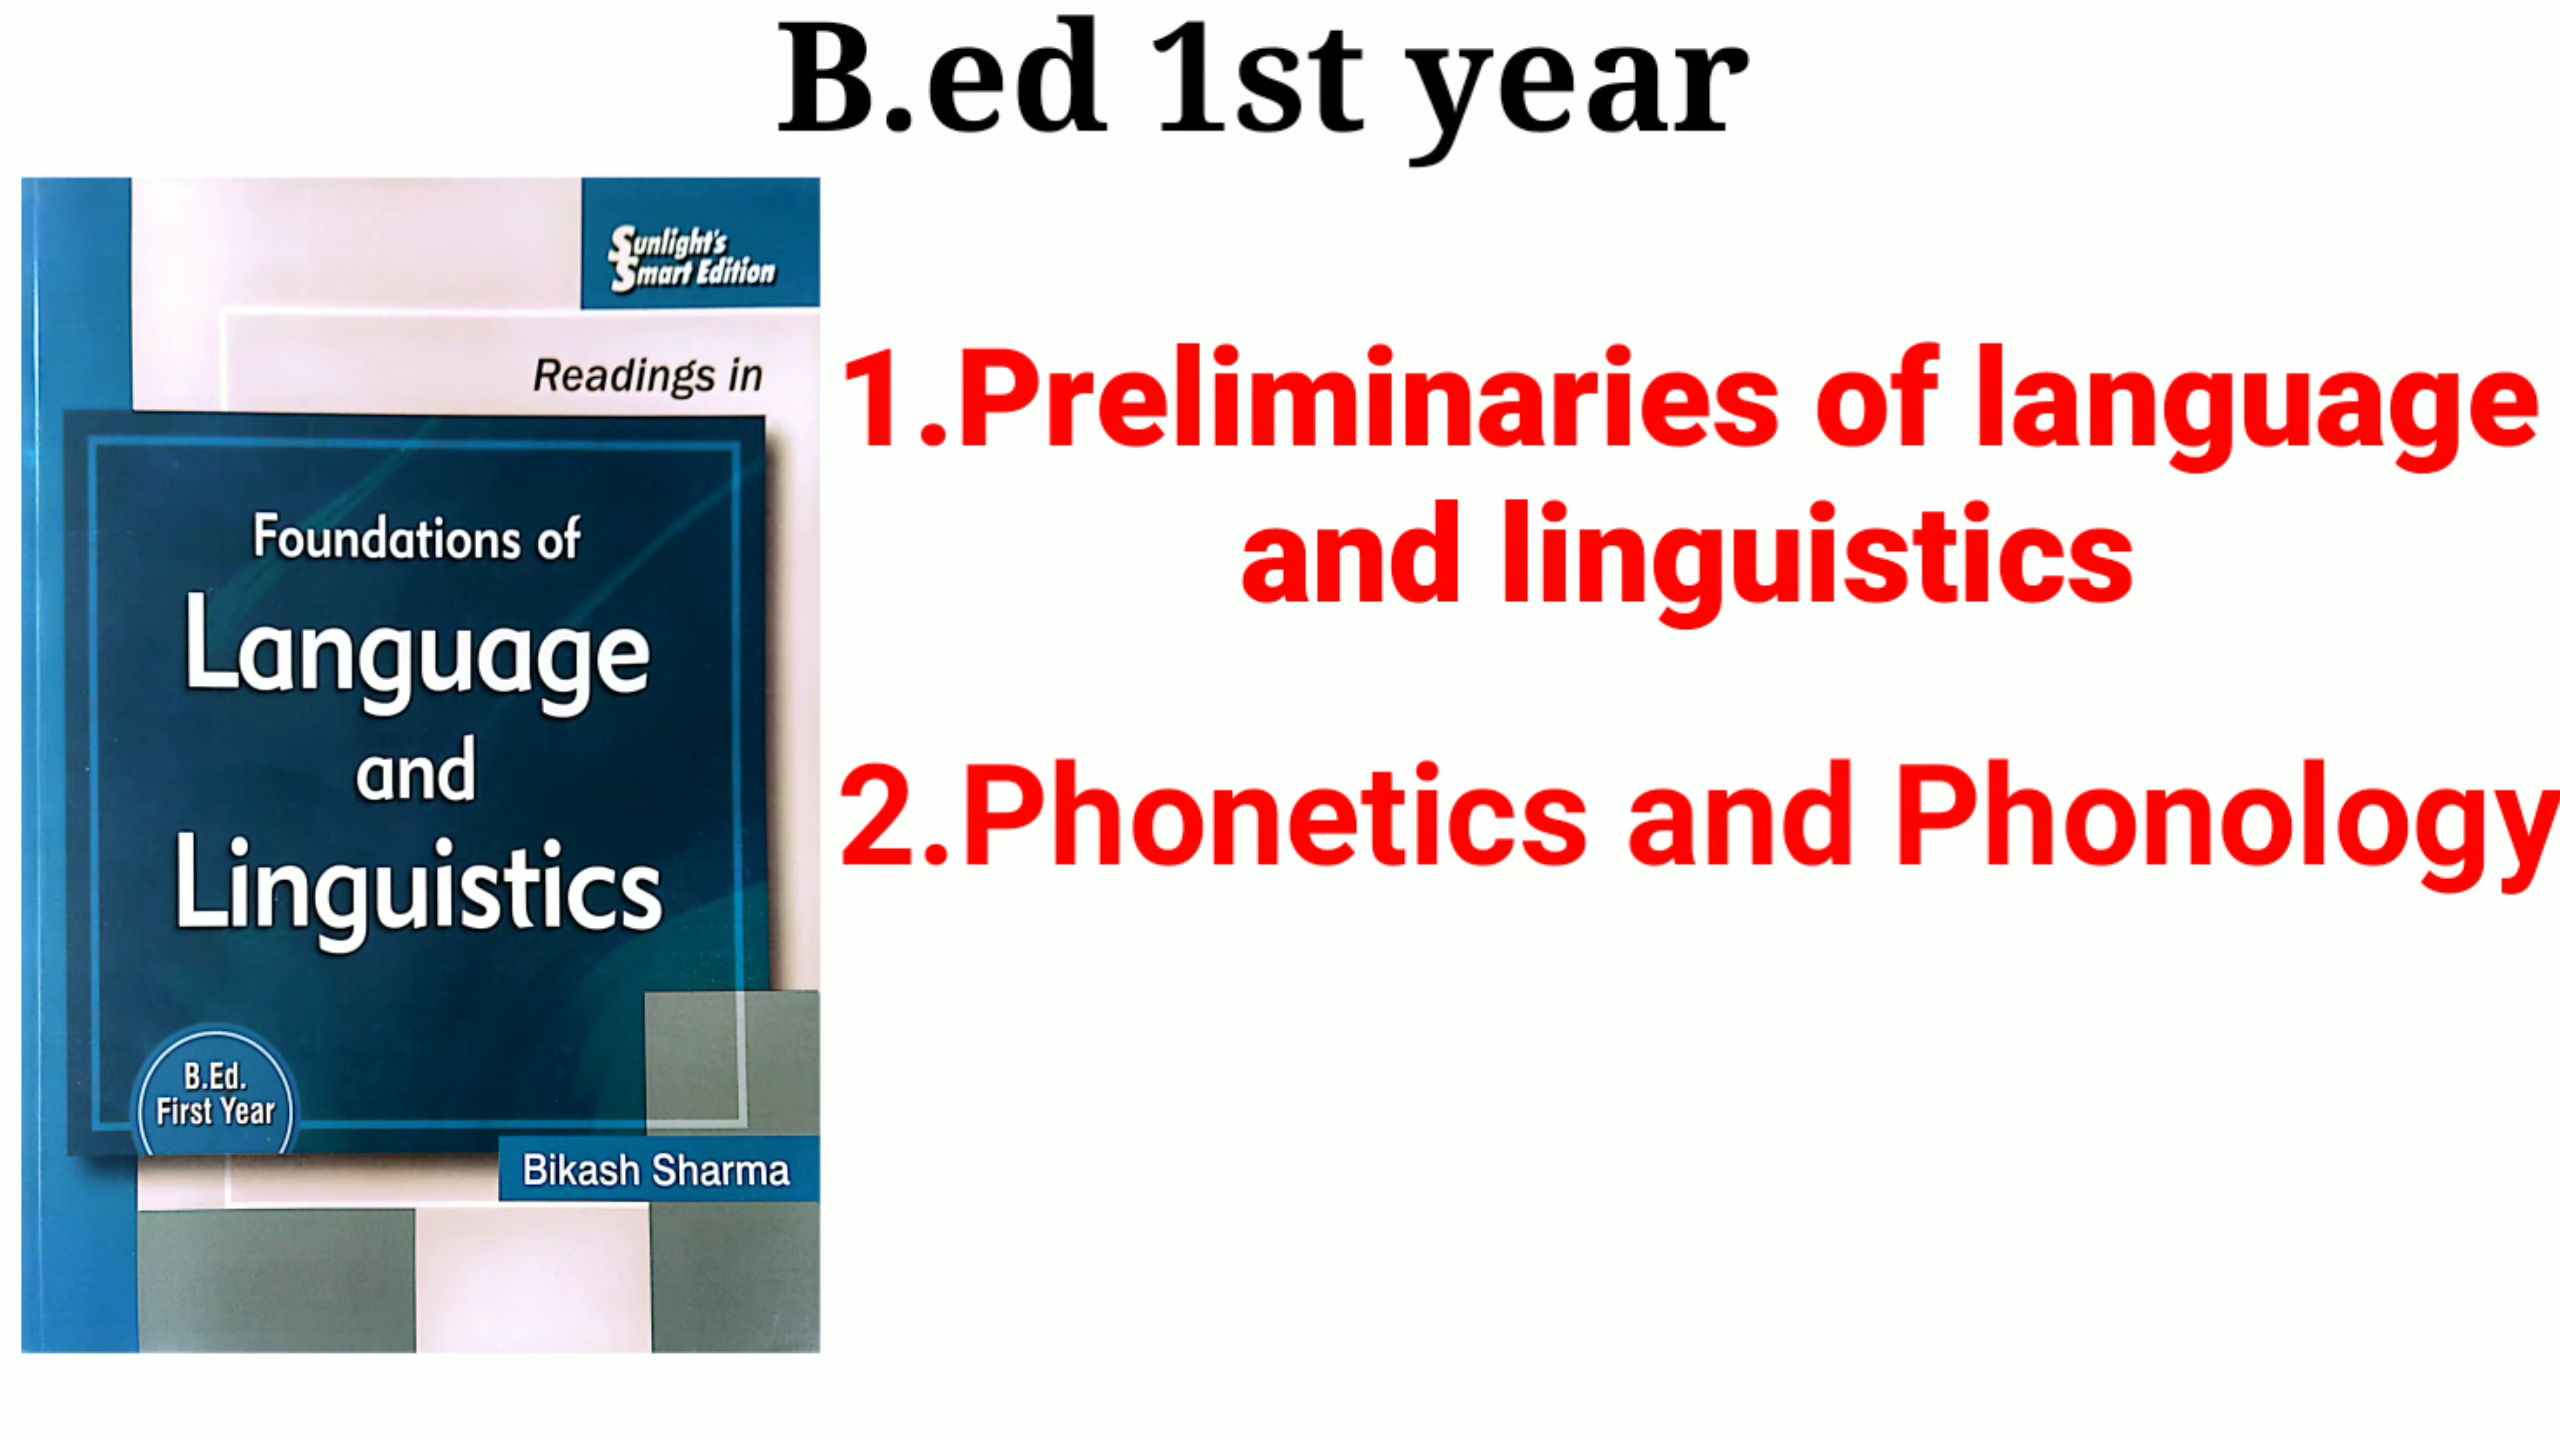 B.ed 1st year
Sunlight's
Smart Edition
Readings in
Foundations of
Language
and
Linguistics
B.Ed.
First Year
Bikash Sharma
1.Preliminaries of language
and linguistics
2.Phonetics and Phonology